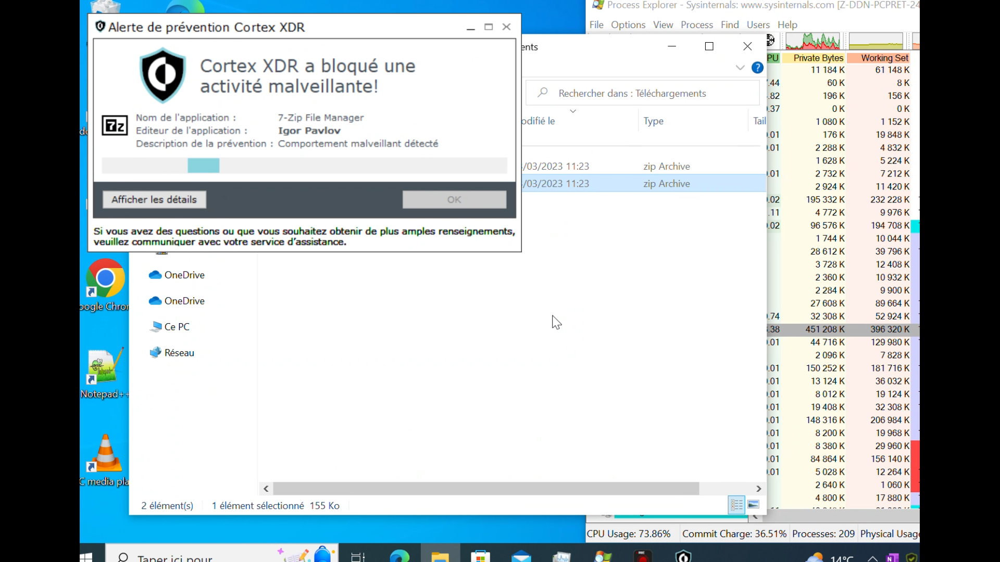 Alerte de prévention Cortex XDR
Cortex XDR a bloqué une
activité malveillante!
7z
Nom de l'application : 7-Zip File Manager
Editeur de l'application : Igor Pavlov
Description de la prévention : Comportement malveillant détecté
Afficher les détails
OK
Si vous avez des questions ou que vous souhaitez obtenir de plus amples renseignements,
veuillez communiquer avec votre service d'assistance.
Process Explorer - Sysinternals: www.sysinternals.com [Z-DDN-PCPRET-24
File Options View Process Find Users Help
ents
?
Rechercher dans : Téléchargements
odifié le Type Tail
/03/2023 11:23 zip Archive
/03/2023 11:23 zip Archive
OneDrive
OneDrive
Ce PC
Réseau
oogle Chron
Notepad++
C media pla
2 élément(s) 1 élément sélectionné 155 Ko
PU Private Bytes Working Set
11 184 K 61 148 K
.44 60 K 8 K
.82 196 K 156 K
.37 0 K 0 K
1 080 K 1 152 K
.01 176 K 19 848 K
.01 2 288 K 4 832 K
1 628 K 5 224 K
.01 2 732 K 7 212 K
2 924 K 11 420 K
.02 195 332 K 232 228 K
.11 4 772 K 9 976 K
.02 96 576 K 194 708 K
1 744 K 10 044 K
28 612 K 39 796 K
3 728 K 12 408 K
2 360 K 10 932 K
2 284 K 9 900 K
27 608 K 89 664 K
.74 32 308 K 52 924 K
.38 451 208 K 396 320 K
.01 44 716 K 129 980 K
2 096 K 7 828 K
.01 150 252 K 181 716 K
.01 13 124 K 36 032 K
.01 8 012 K 19 124 K
.01 19 408 K 32 308 K
.01 148 316 K 206 984 K
.01 8 200 K 19 968 K
.01 8 380 K 29 960 K
.01 84 864 K 156 140 K
.01 5 028 K 12 264 K
2 640 K 1 060 K
4 800 K 17 880 K
CPU Usage: 73.86% Commit Charge: 36.51% Processes: 209 Physical Usage
Taper ici pour
14°C